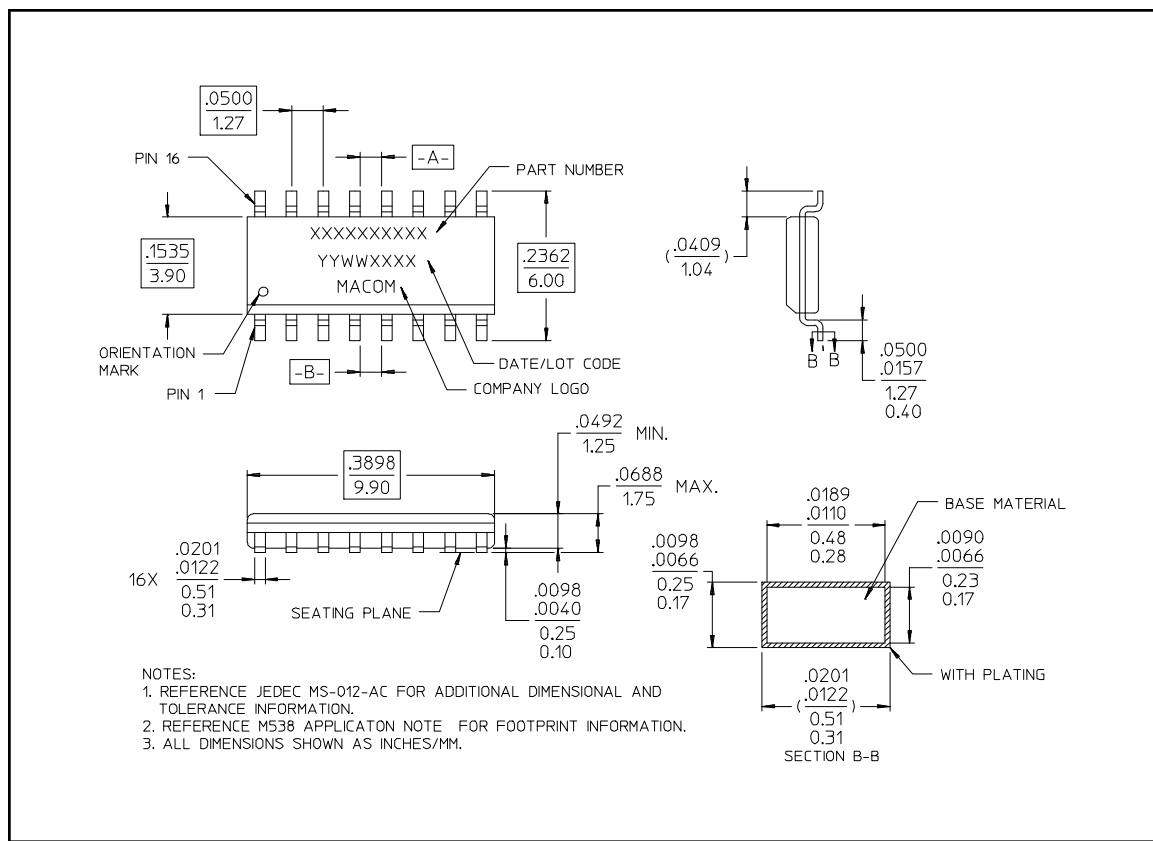 .0500
1.27
PIN 16
-A-
PART NUMBER
XXXXXXXXXX
YYWWXXXX
MACOM
.1535
3.90
.2362
6.00
ORIENTATION
MARK
PIN 1
-B-
DATE/LOT CODE
COMPANY LOGO
(.0409)
1.04
B B
.0500
.0157
1.27
0.40
.3898
9.90
.0492 MIN.
1.25
.0688 MAX.
1.75
16X
.0201
.0122
0.51
0.31
SEATING PLANE
.0098
.0040
0.25
0.10
.0189
.0110
0.48
0.28
BASE MATERIAL
.0098
.0066
0.25
0.17
.0090
.0066
0.23
0.17
WITH PLATING
.0201
(.0122)
0.51
0.31
SECTION B-B
NOTES:
1. REFERENCE JEDEC MS-012-AC FOR ADDITIONAL DIMENSIONAL AND
TOLERANCE INFORMATION.
2. REFERENCE M538 APPLICATON NOTE FOR FOOTPRINT INFORMATION.
3. ALL DIMENSIONS SHOWN AS INCHES/MM.